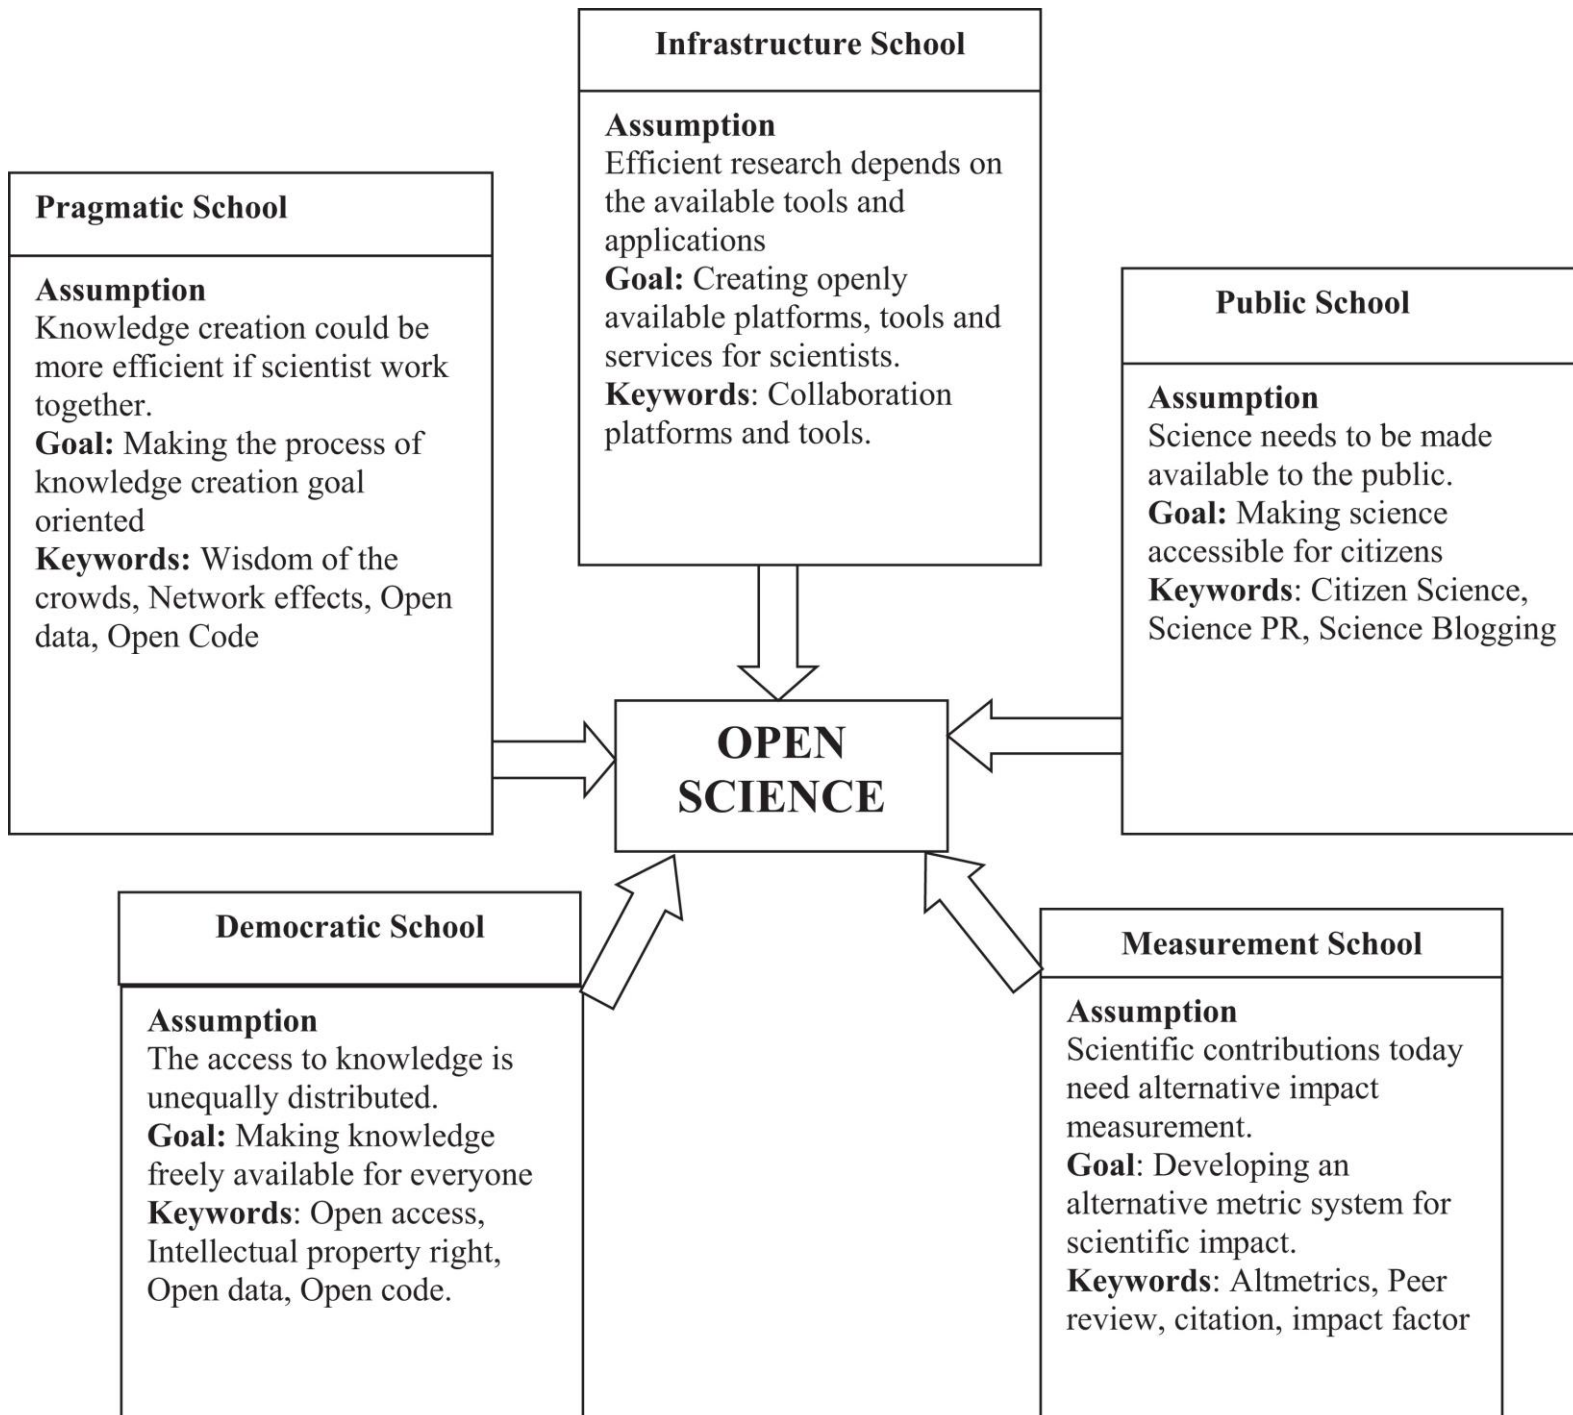 Infrastructure School
Assumption
Efficient research depends on
the available tools and
applications
Goal: Creating openly
available platforms, tools and
services for scientists.
Keywords: Collaboration
platforms and tools.
Pragmatic School
Assumption
Knowledge creation could be
more efficient if scientist work
together.
Goal: Making the process of
knowledge creation goal
oriented
Keywords: Wisdom of the
crowds, Network effects, Open
data, Open Code
Public School
Assumption
Science needs to be made
available to the public.
Goal: Making science
accessible for citizens
Keywords: Citizen Science,
Science PR, Science Blogging
OPEN
SCIENCE
Democratic School
Assumption
The access to knowledge is
unequally distributed.
Goal: Making knowledge
freely available for everyone
Keywords: Open access,
Intellectual property right,
Open data, Open code.
Measurement School
Assumption
Scientific contributions today
need alternative impact
measurement.
Goal: Developing an
alternative metric system for
scientific impact.
Keywords: Altmetrics, Peer
review, citation, impact factor